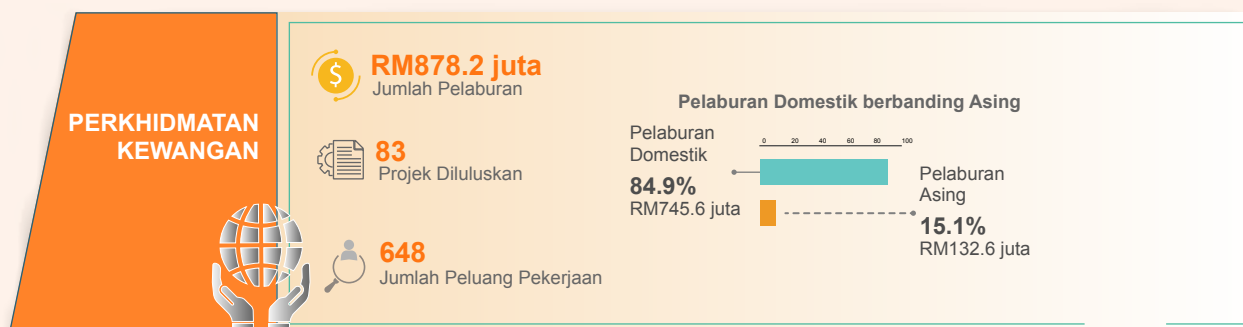 PERKHIDMATAN
KEWANGAN
$
RM878.2 juta
Jumlah Pelaburan
83
Projek Diluluskan
648
Jumlah Peluang Pekerjaan
Pelaburan Domestik berbanding Asing
Pelaburan
Domestik
84.9%
RM745.6 juta
0 20 40 60 80 100
Pelaburan
Asing
15.1%
RM132.6 juta